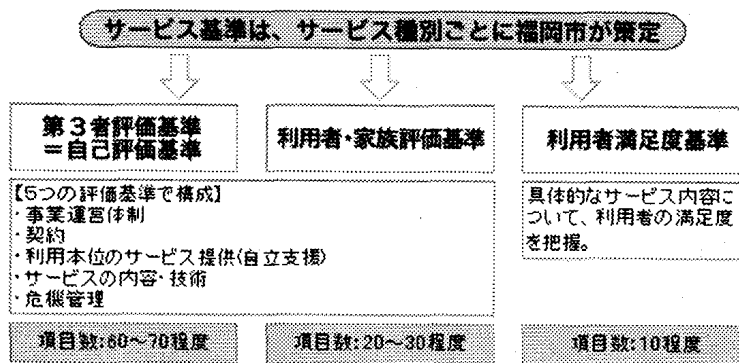 サービス基準は、サービス種別ごとに福岡市が策定
第3者評価基準
＝自己評価基準
利用者・家族評価基準
利用者満足度基準
【5つの評価基準で構成】
・事業運営体制
・契約
・利用本位のサービス提供(自立支援)
・サービスの内容・技術
・危機管理
具体的なサービス内容に
ついて、利用者の満足度
を把握。
項目数:60～70程度
項目数:20～30程度
項目数:10程度